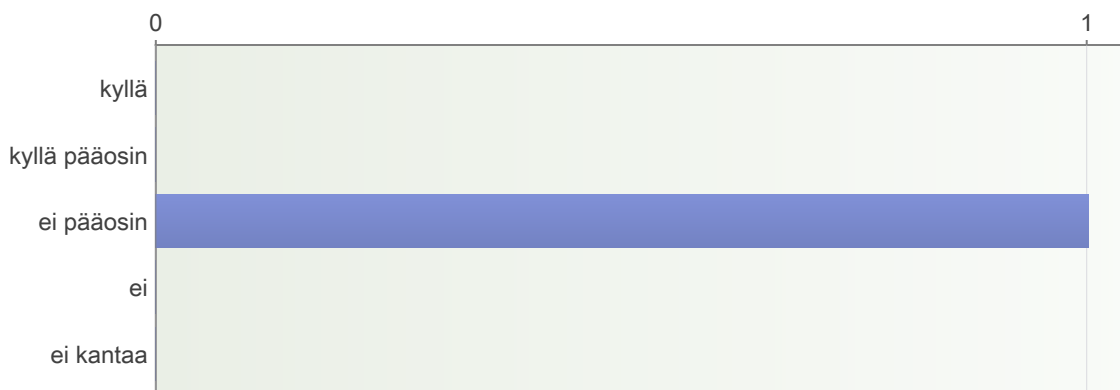 0 1
kyllä
kyllä pääosin
ei pääosin
ei
ei kantaa